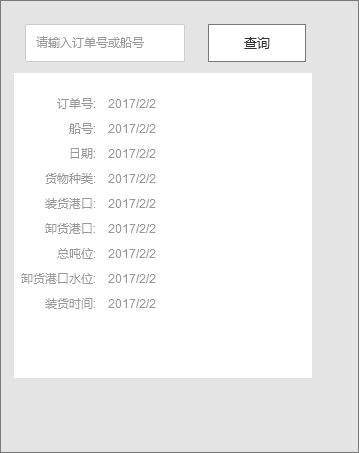 请输入订单号或船号 查询
订单号: 2017/2/2
船号: 2017/2/2
日期: 2017/2/2
货物种类: 2017/2/2
装货港口: 2017/2/2
卸货港口: 2017/2/2
总吨位: 2017/2/2
卸货港口水位: 2017/2/2
装货时间: 2017/2/2